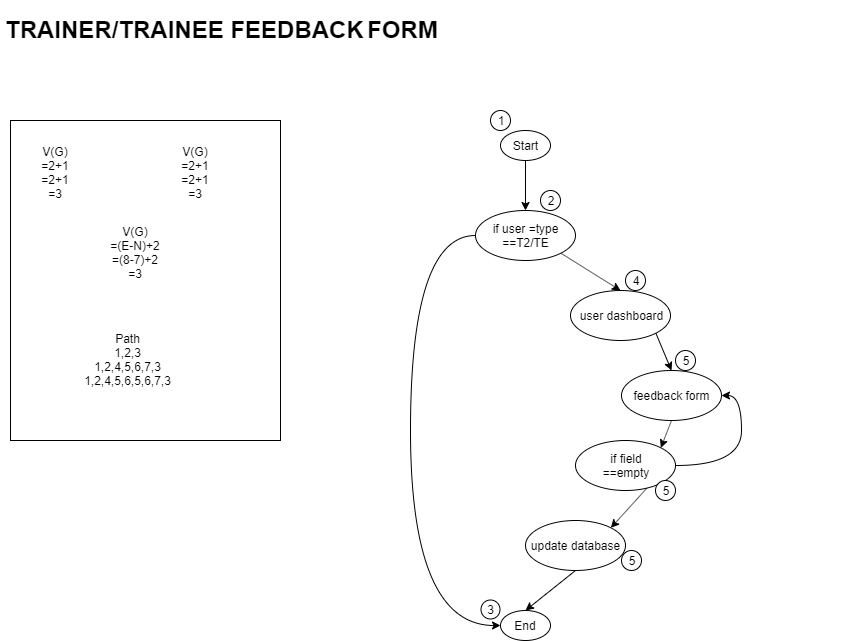 TRAINER/TRAINEE FEEDBACK FORM
V(G)
=2+1
=2+1
=3
V(G)
=2+1
=2+1
=3
V(G)
=(E-N)+2
=(8-7)+2
=3
Path
1,2,3
1,2,4,5,6,7,3
1,2,4,5,6,5,6,7,3
1
Start
2
if user =type
==T2/TE
4
user dashboard
5
feedback form
if field
==empty
5
update database
5
3
End